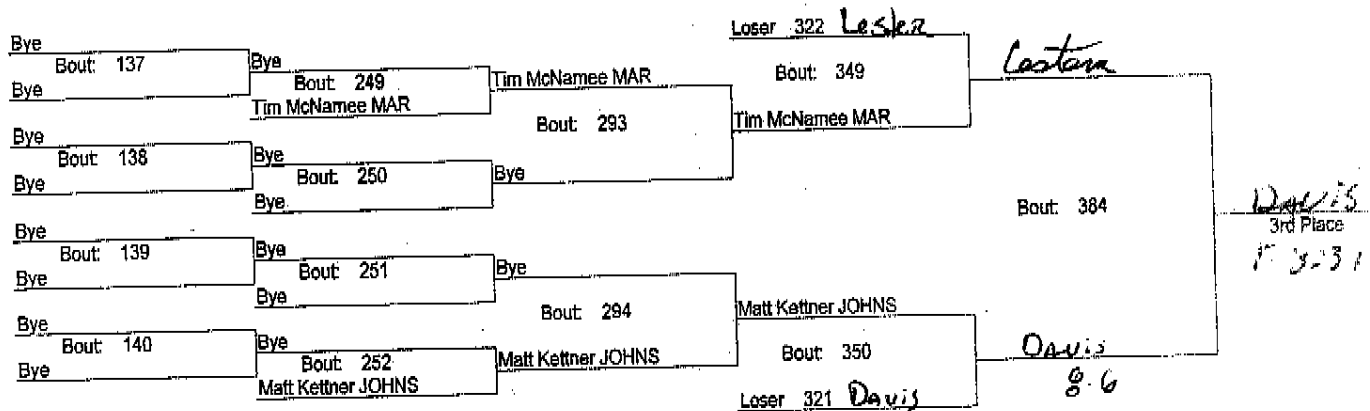 Loser 322 Lester
Bye
Bout: 137
Bye
Bye
Bout: 249
Tim McNamee MAR
Tim McNamee MAR
Bout: 349
Bout: 293
Tim McNamee MAR
Bye
Bout: 138
Bye
Bye
Bout: 250
Bye
Bye
Bout: 384
DAVIS
3rd Place
Bye
Bout: 139
Bye
Bye
Bout: 251
Bye
Bye
Bout: 294
Matt Kettner JOHNS
Bye
Bout: 140
Bye
Bye
Bout: 252
Matt Kettner JOHNS
Matt Kettner JOHNS
Bout: 350
DAVIS
8-6
Loser 321 Davis